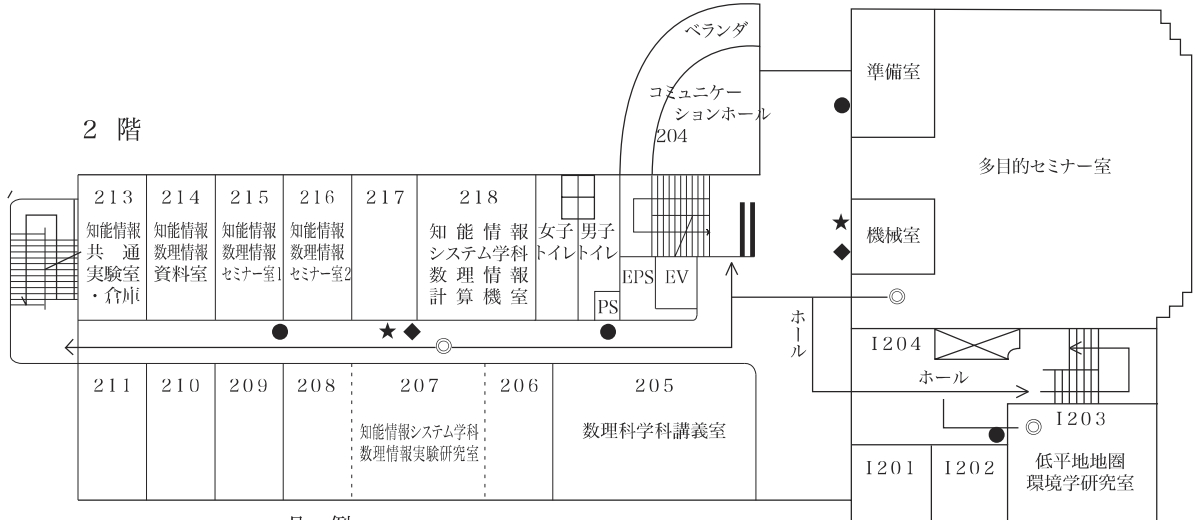 ベランダ
コミュニケー
ションホール
204
準備室
多目的セミナー室
機械室
2 階
213
知能情報
共 通
実験室
・倉庫
214
知能情報
数理情報
資料室
215
知能情報
数理情報
セミナー室1
216
知能情報
数理情報
セミナー室2
217
218
知 能 情 報
システム学科
数 理 情 報
計 算 機 室
女子
トイレ
男子
トイレ
EPS
EV
PS
ホール
I204
ホール
211
210
209
208
207
知能情報システム学科
数理情報実験研究室
206
205
数理科学科講義室
I203
低平地地圏
環境学研究室
I201
I202